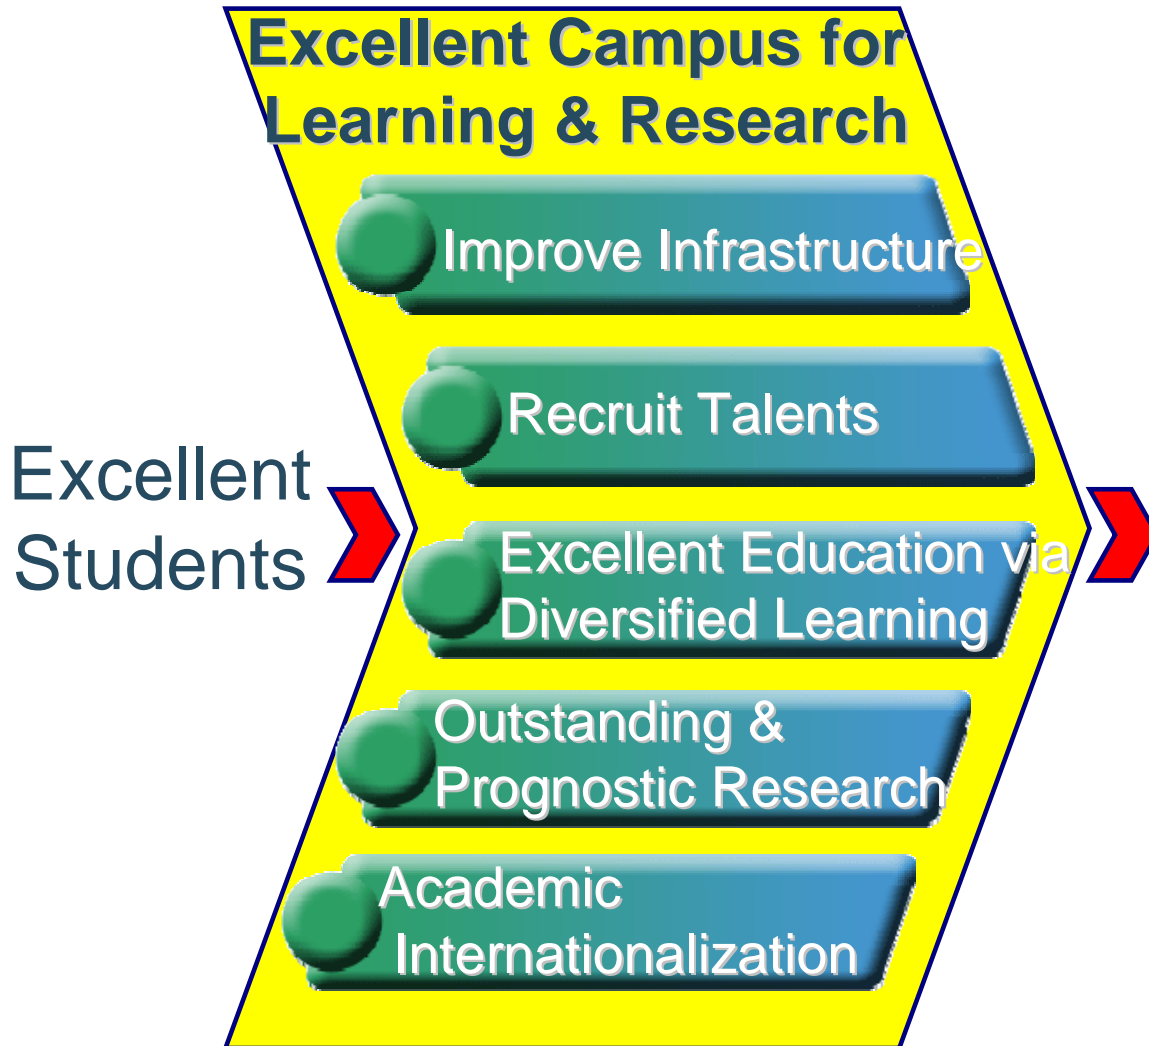 Excellent Campus for
Learning & Research
Improve Infrastructure
Recruit Talents
Excellent
Students
Excellent Education via
Diversified Learning
Outstanding &
Prognostic Research
Academic
Internationalization